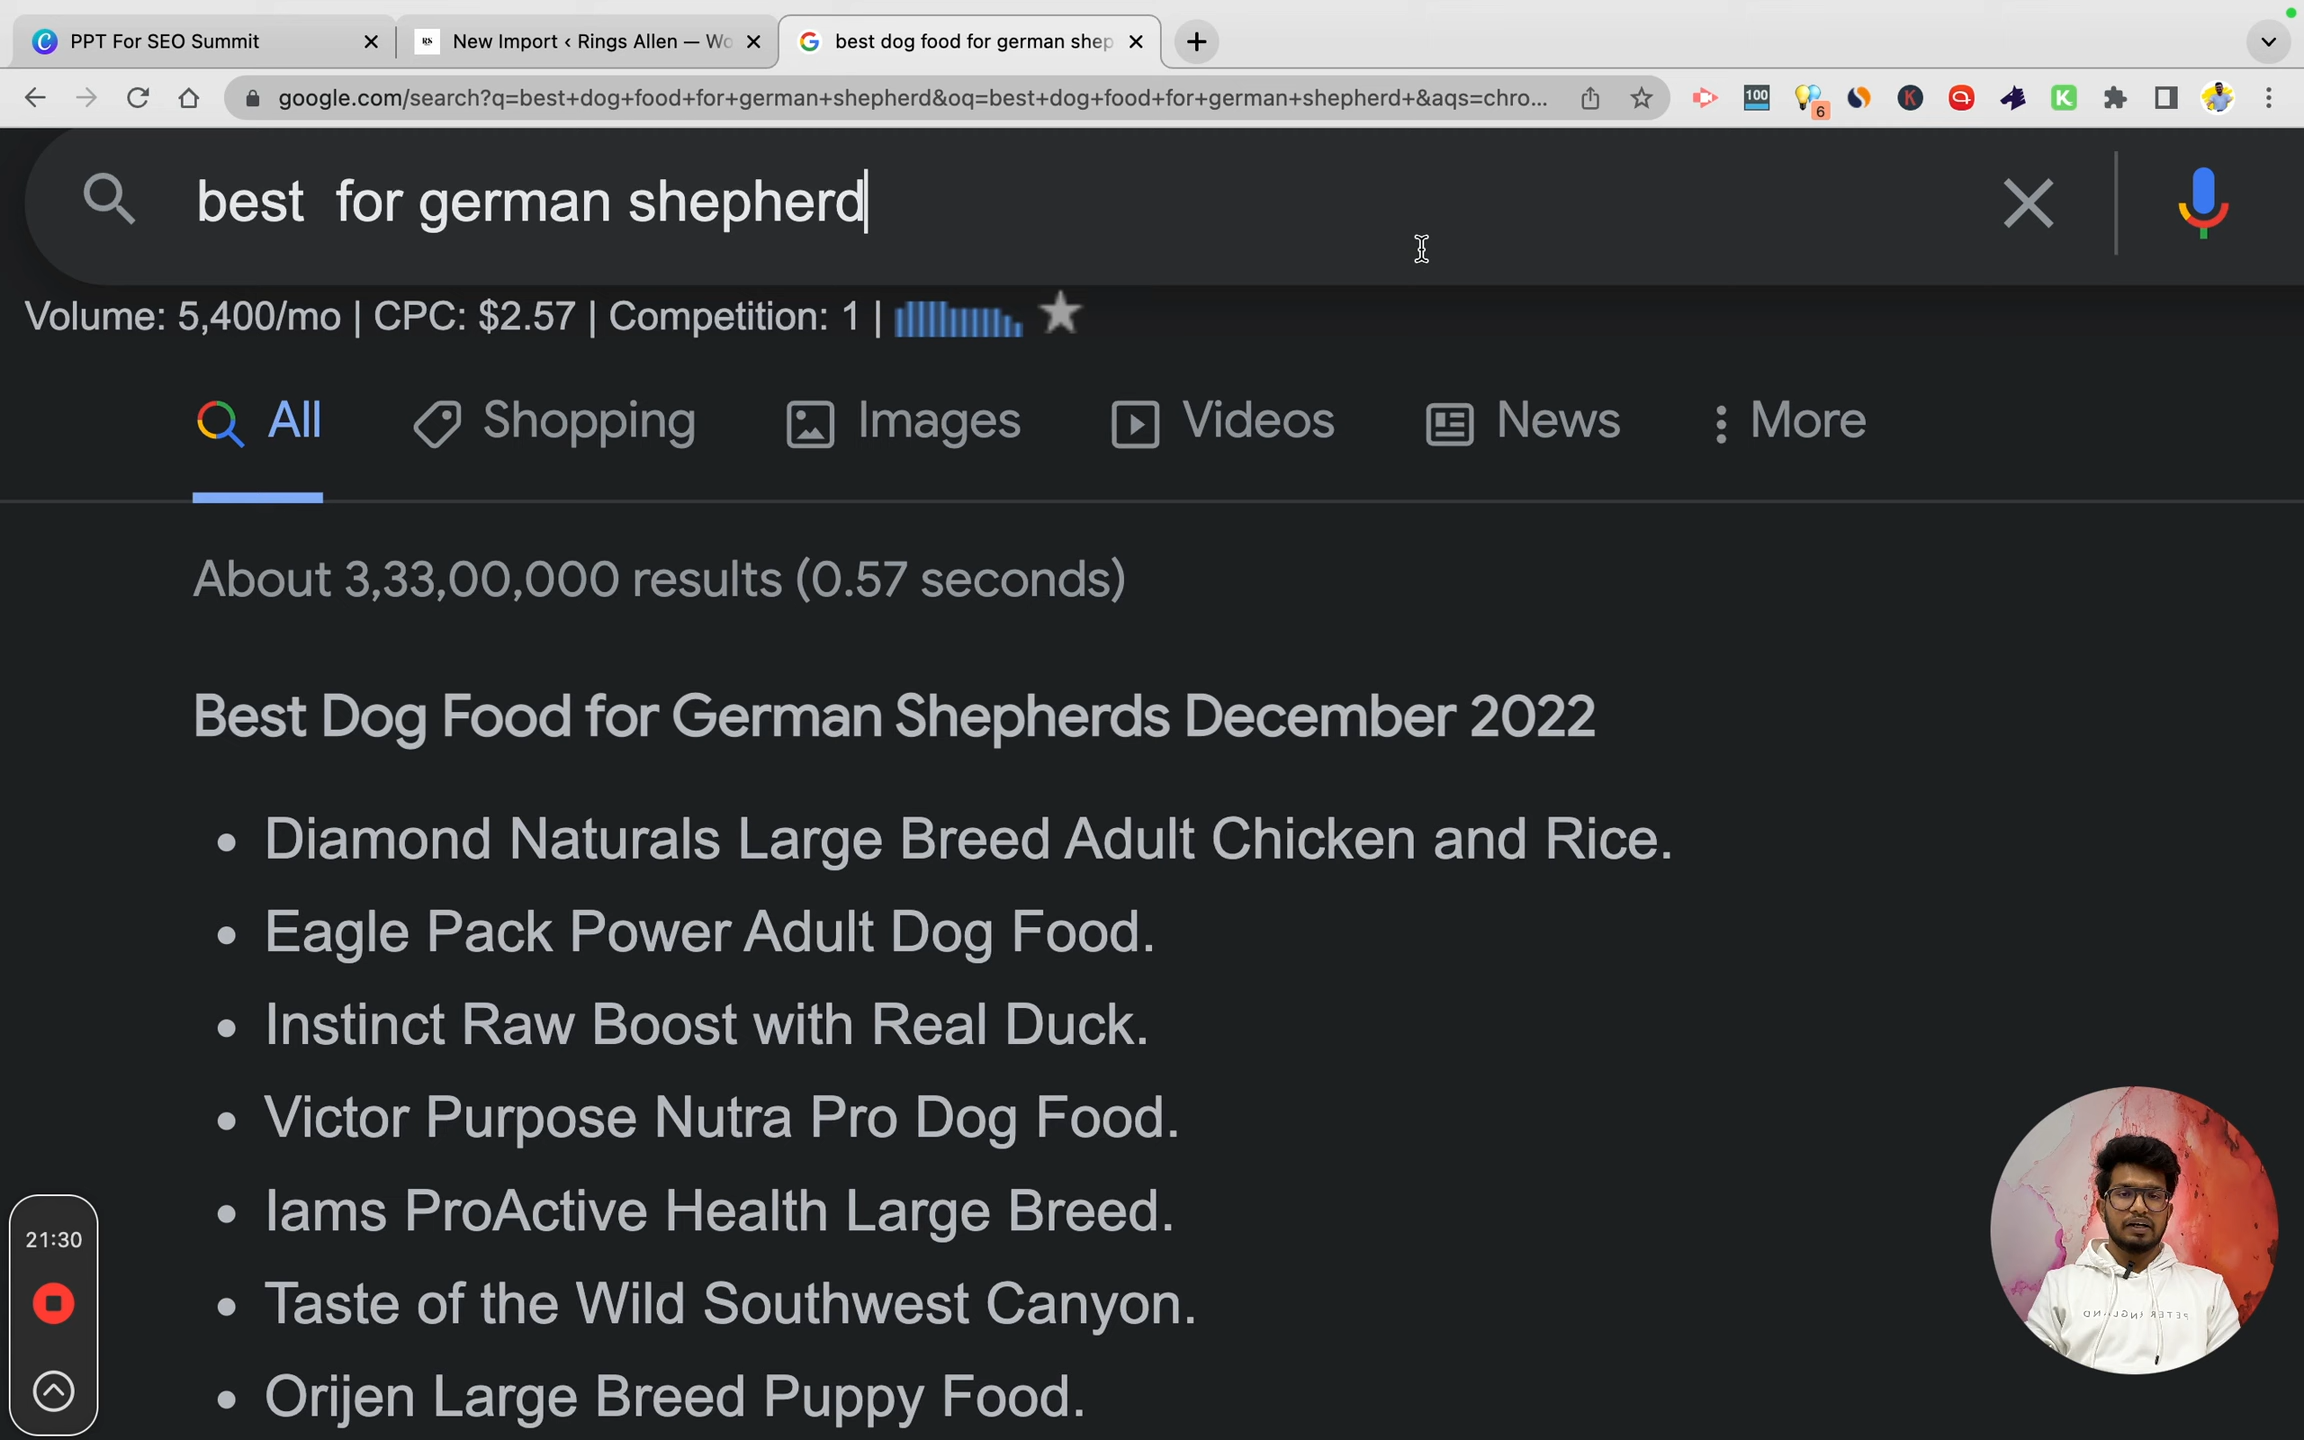 PPT For SEO Summit
New Import ‹ Rings Allen — Wo
best dog food for german shep
google.com/search?q=best+dog+food+for+german+shepherd&oq=best+dog+food+for+german+shepherd+&aqs=chro...
100
6
best  for german shepherd
Volume: 5,400/mo | CPC: $2.57 | Competition: 1 |
All
Shopping
Images
Videos
News
More
About 3,33,00,000 results (0.57 seconds)
Best Dog Food for German Shepherds December 2022
Diamond Naturals Large Breed Adult Chicken and Rice.
Eagle Pack Power Adult Dog Food.
Instinct Raw Boost with Real Duck.
Victor Purpose Nutra Pro Dog Food.
Iams ProActive Health Large Breed.
Taste of the Wild Southwest Canyon.
Orijen Large Breed Puppy Food.
21:30
PETER ENGLAND